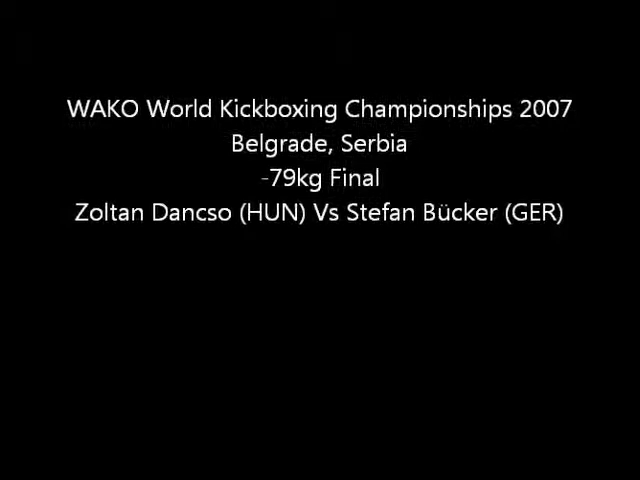 WAKO World Kickboxing Championships 2007
Belgrade, Serbia
-79kg Final
Zoltan Dancso (HUN) Vs Stefan Bücker (GER)